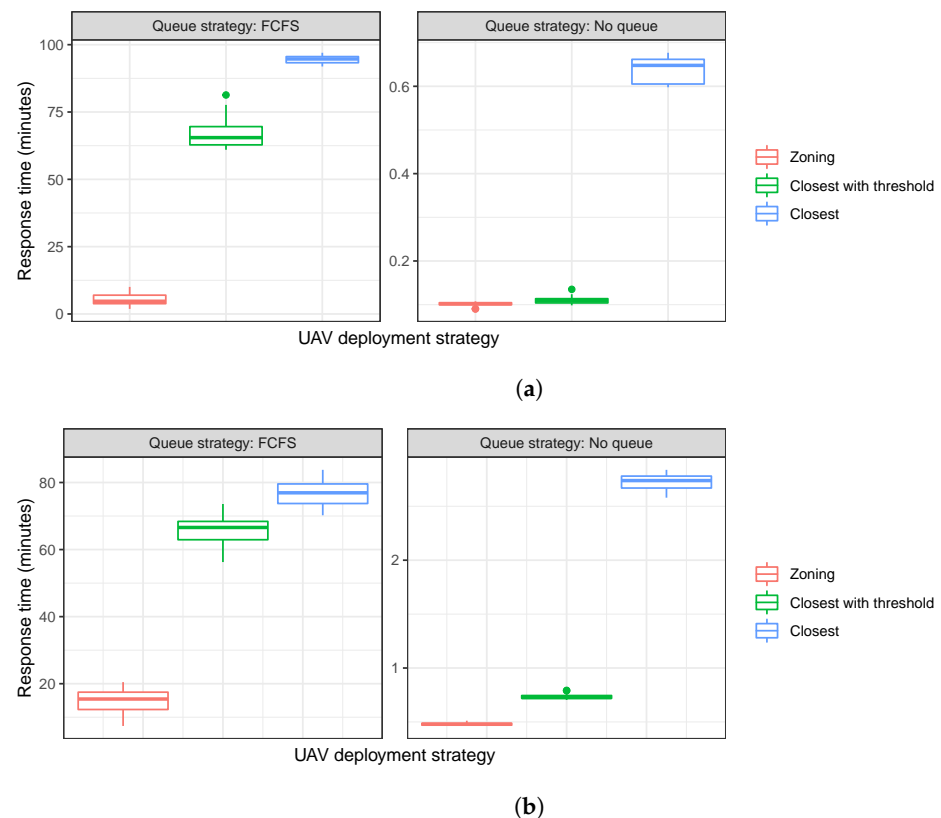 Queue strategy: FCFS
Queue strategy: No queue
Response time (minutes)
100
75
50
25
0
0.6
0.4
0.2
UAV deployment strategy
Zoning
Closest with threshold
Closest
(a)
Queue strategy: FCFS
Queue strategy: No queue
Response time (minutes)
80
60
40
20
2
1
UAV deployment strategy
Zoning
Closest with threshold
Closest
(b)